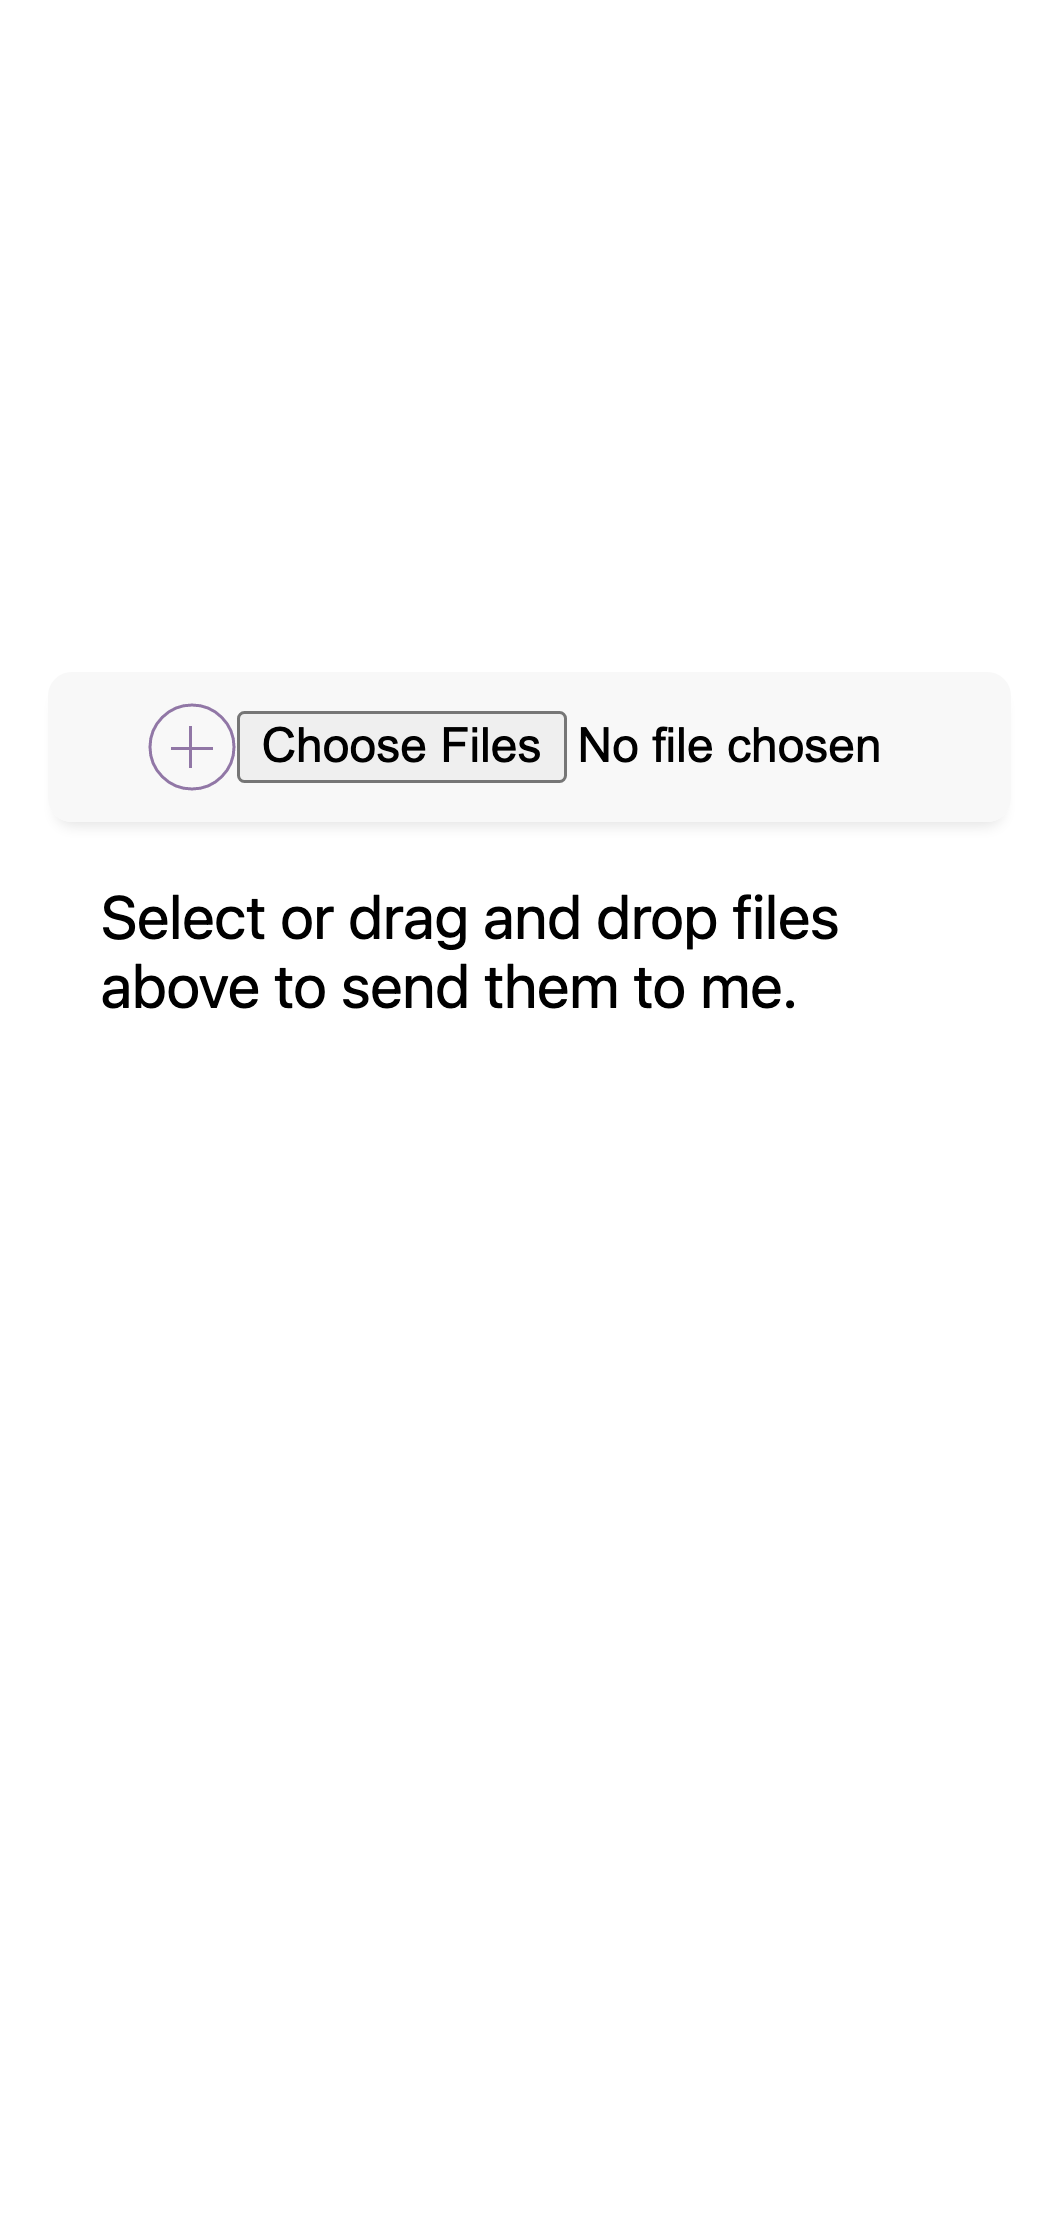 Choose Files No file chosen
Select or drag and drop files
above to send them to me.